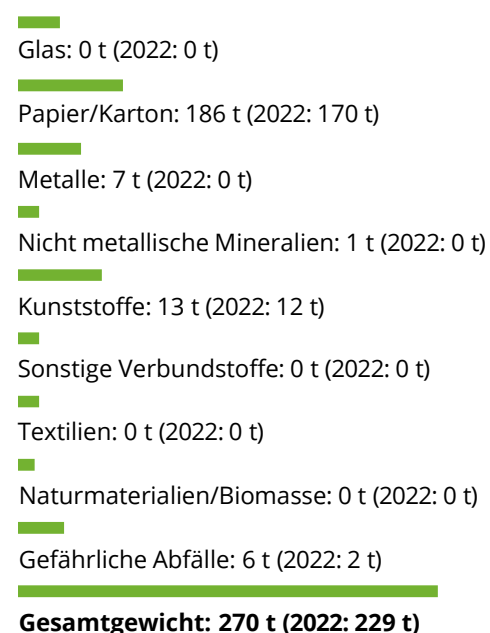 Glas: 0 t (2022: 0 t)
Papier/Karton: 186 t (2022: 170 t)
Metalle: 7 t (2022: 0 t)
Nicht metallische Mineralien: 1 t (2022: 0 t)
Kunststoffe: 13 t (2022: 12 t)
Sonstige Verbundstoffe: 0 t (2022: 0 t)
Textilien: 0 t (2022: 0 t)
Naturmaterialien/Biomasse: 0 t (2022: 0 t)
Gefährliche Abfälle: 6 t (2022: 2 t)
Gesamtgewicht: 270 t (2022: 229 t)